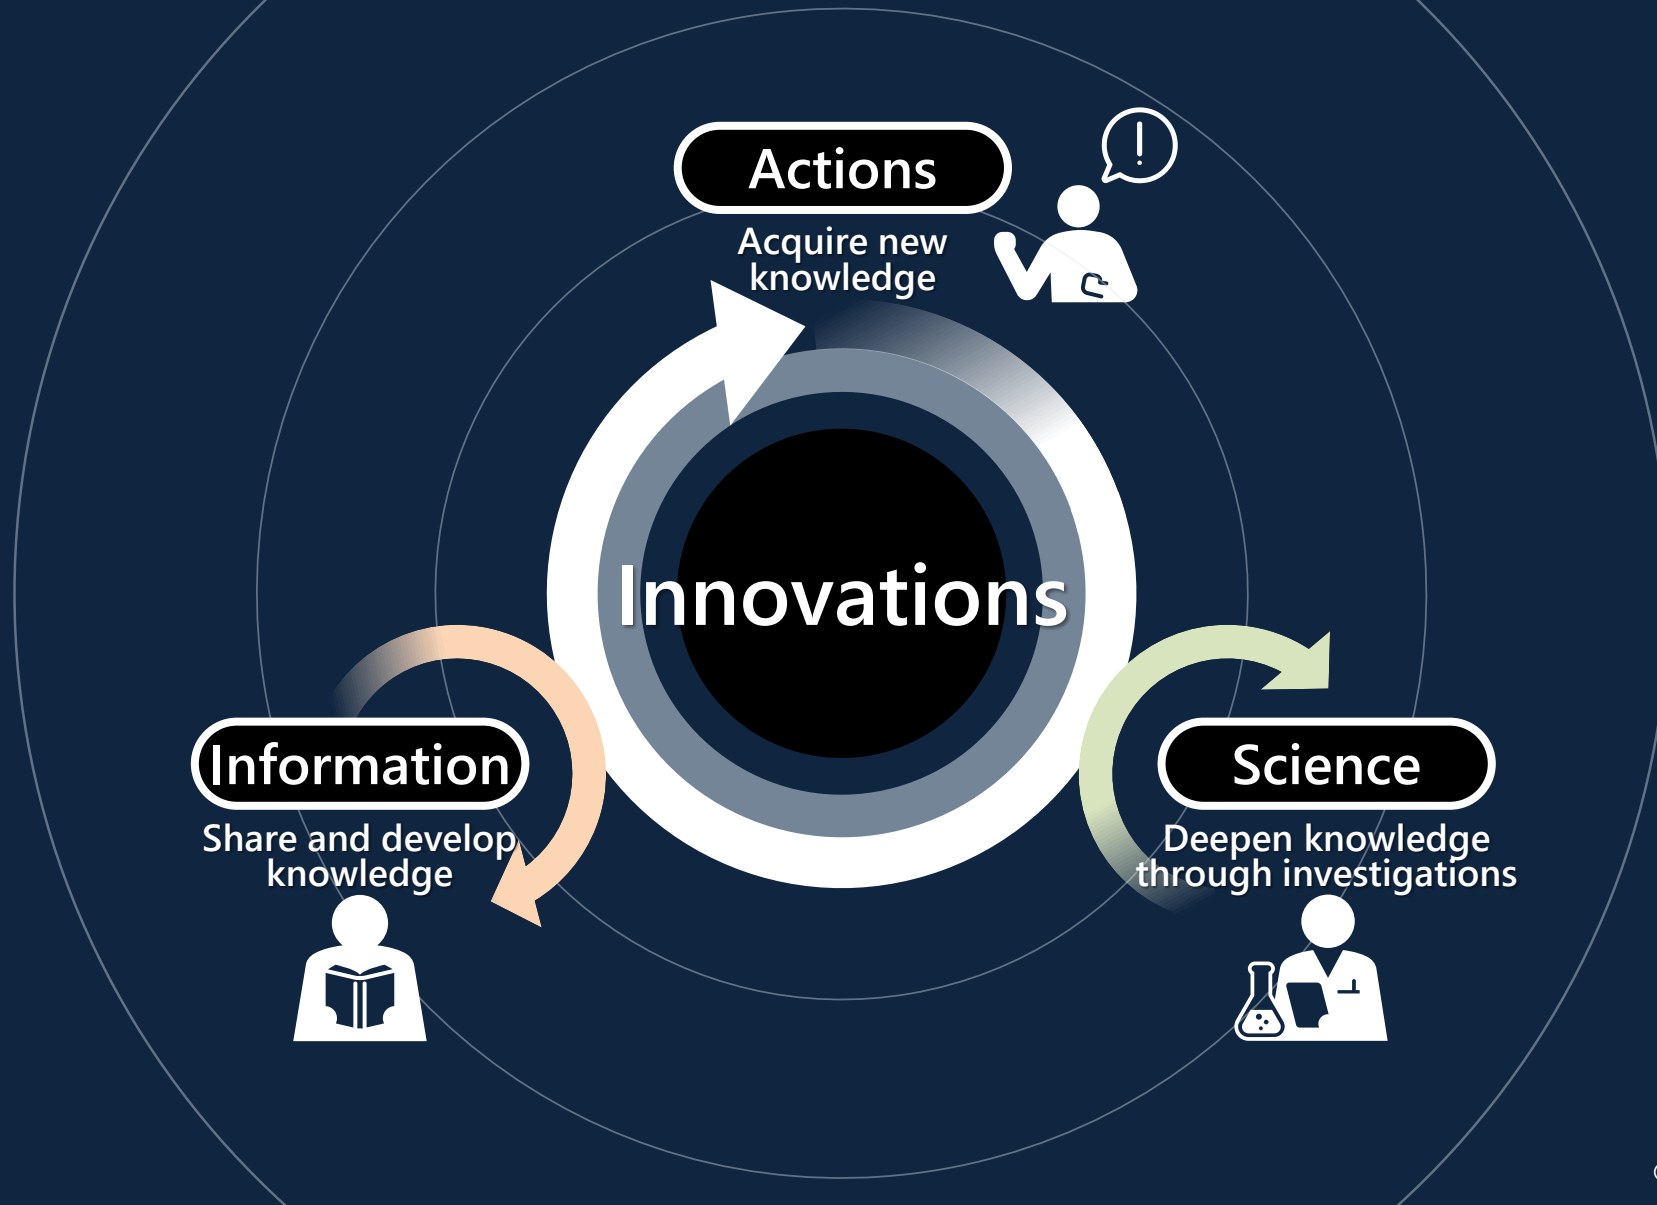 Actions
Acquire new
knowledge
!
Innovations
Information
Share and develop
knowledge
Science
Deepen knowledge
through investigations